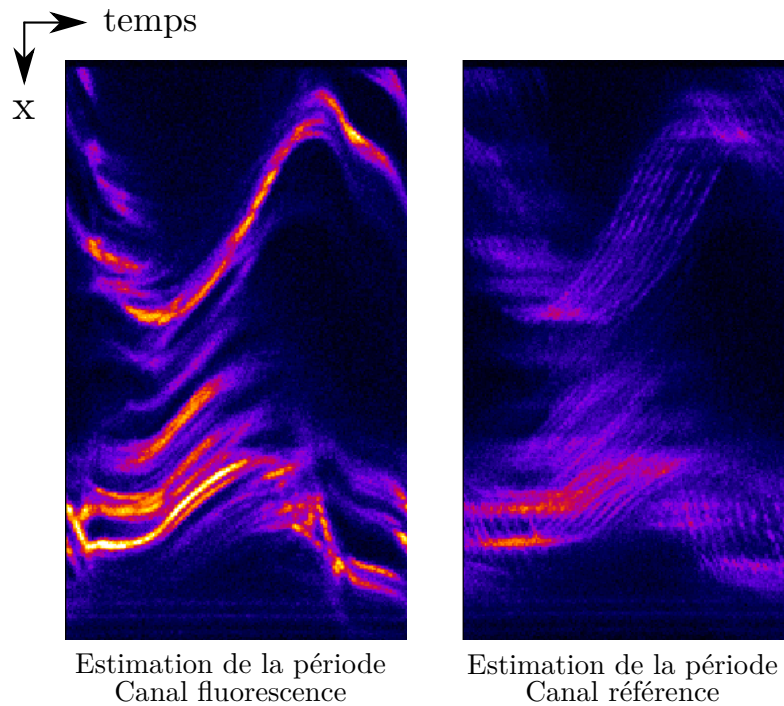 temps
x
Estimation de la période
Canal fluorescence
Estimation de la période
Canal référence